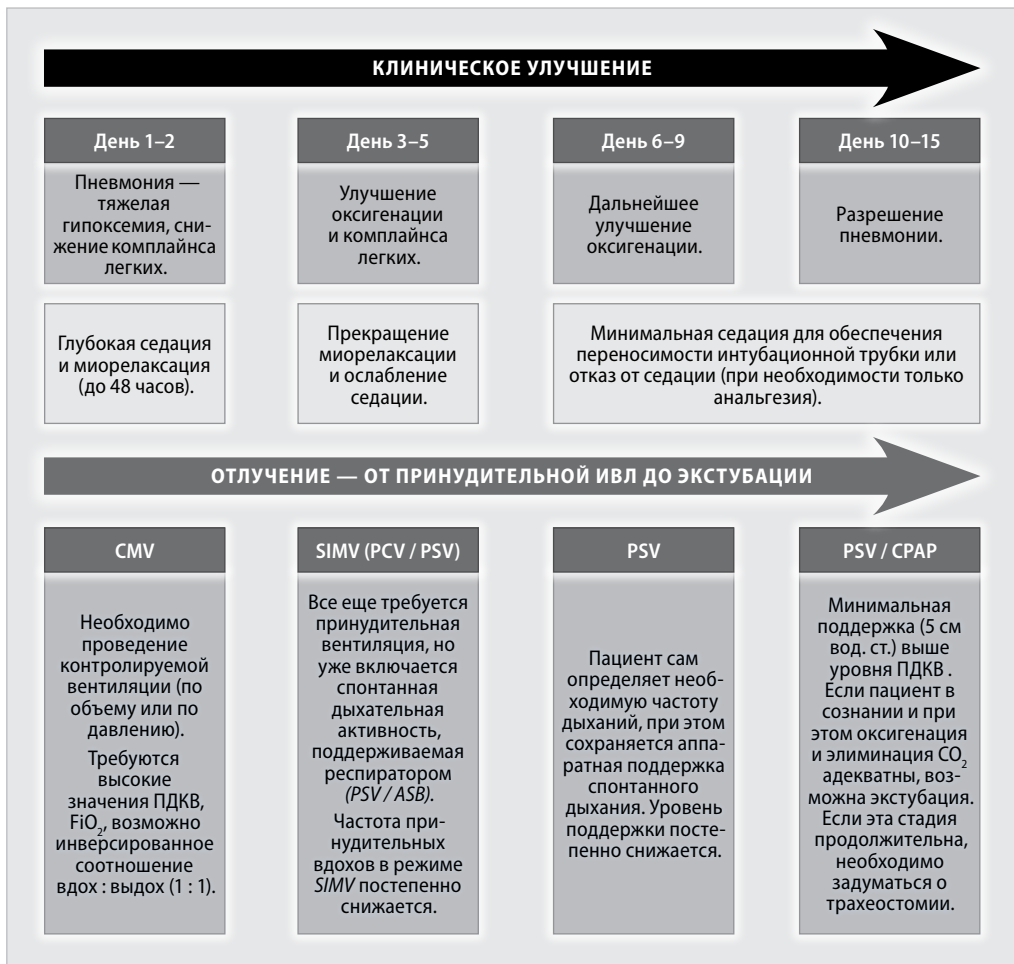 КЛИНИЧЕСКОЕ УЛУЧШЕНИЕ
День 1–2
Пневмония —
тяжелая
гипоксемия, сни-
жение комплайнса
легких.
День 3–5
Улучшение
оксигенации
и комплайнса
легких.
День 6–9
Дальнейшее
улучшение
оксигенации.
День 10–15
Разрешение
пневмонии.
Глубокая седация
и миорелаксация
(до 48 часов).
Прекращение
миорелаксации
и ослабление
седации.
Минимальная седация для обеспечения
переносимости интубационной трубки или
отказ от седации (при необходимости только
анальгезия).
ОТЛУЧЕНИЕ — ОТ ПРИНУДИТЕЛЬНОЙ ИВЛ ДО ЭКСТУБАЦИИ
CMV
Необходимо
проведение
контролируемой
вентиляции (по
объему или по
давлению).
Требуются
высокие
значения ПДКВ,
FiO₂, возможно
инверсированное
соотношение
вдох : выдох (1 : 1).
SIMV (PCV / PSV)
Все еще требуется
принудительная
вентиляция, но
уже включается
спонтанная
дыхательная
активность,
поддерживаемая
респиратором
(PSV / ASB).
Частота при-
нудительных
вдохов в режиме
SIMV постепенно
снижается.
PSV
Пациент сам
определяет необ-
ходимую частоту
дыханий, при этом
сохраняется аппа-
ратная поддержка
спонтанного
дыхания. Уровень
поддержки посте-
пенно снижается.
PSV / CPAP
Минимальная
поддержка (5 см
вод. ст.) выше
уровня ПДКВ .
Если пациент в
сознании и при
этом оксигенация
и элиминация CO₂
адекватны, воз-
можна экстубация.
Если эта стадия
продолжительна,
необходимо
задуматься о
трахеостомии.